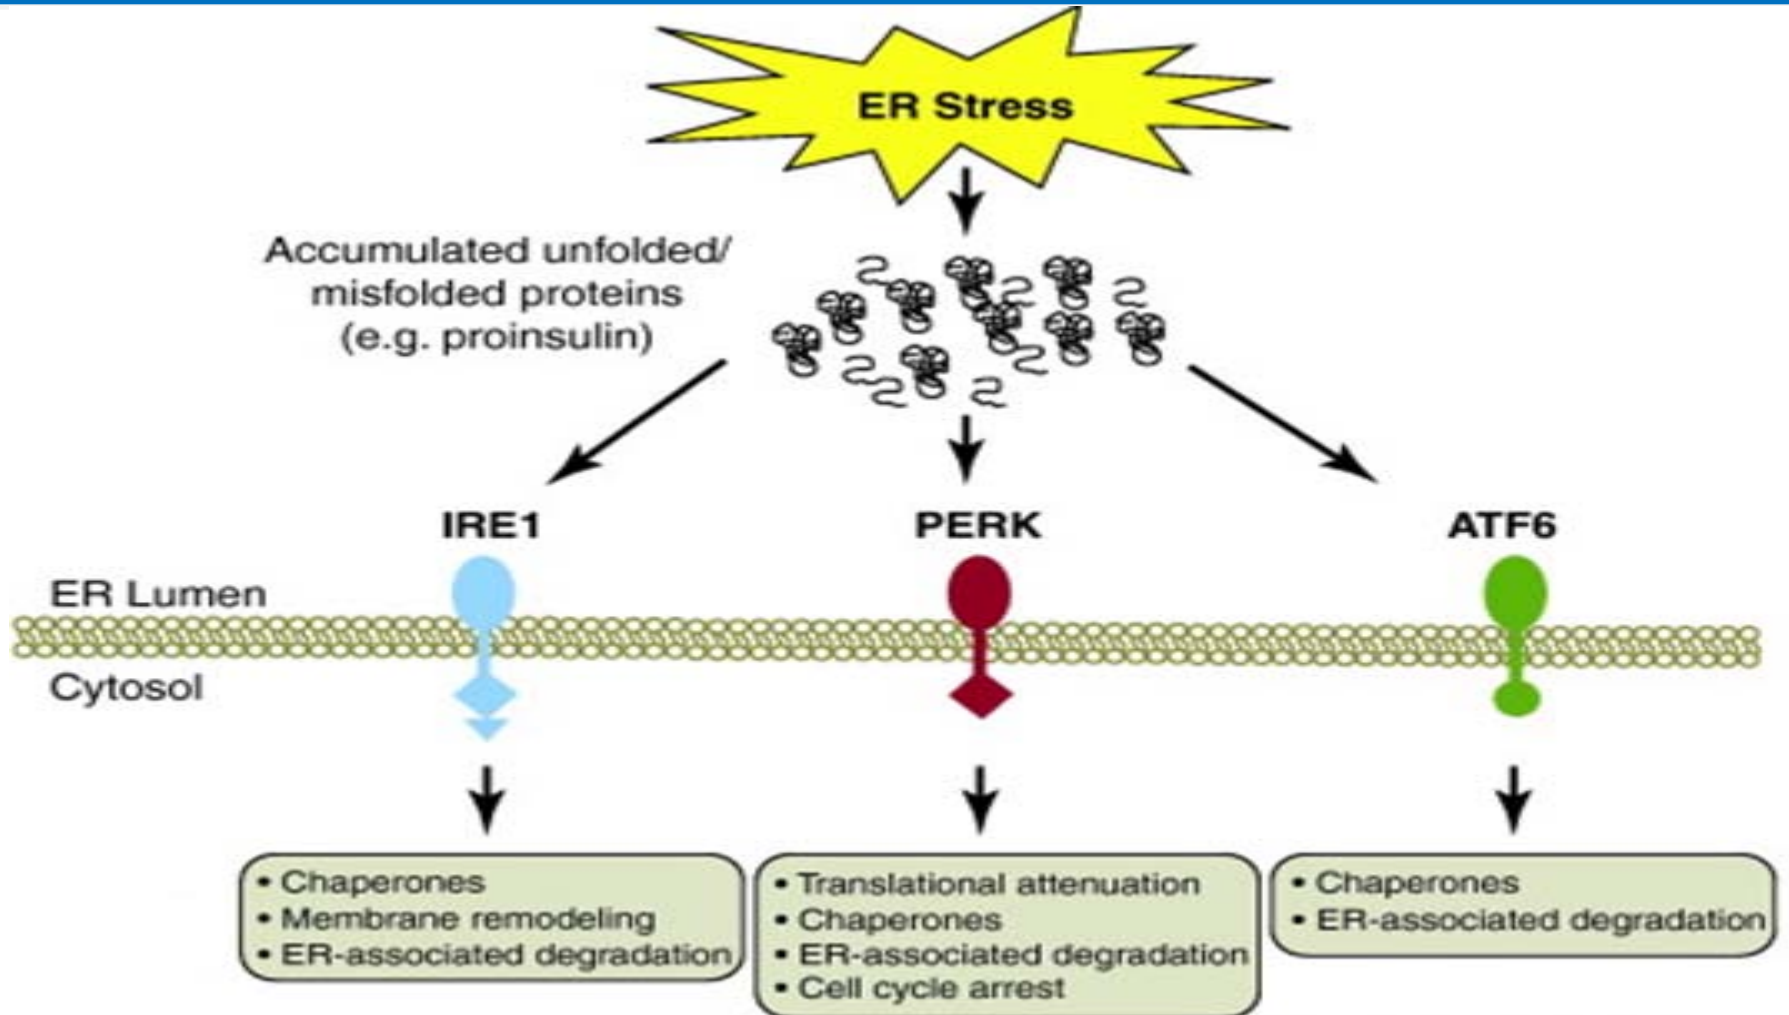 ER Stress
Accumulated unfolded/
misfolded proteins
(e.g. proinsulin)
IRE1
PERK
ATF6
ER Lumen
Cytosol
• Chaperones
• Membrane remodeling
• ER-associated degradation
• Translational attenuation
• Chaperones
• ER-associated degradation
• Cell cycle arrest
• Chaperones
• ER-associated degradation